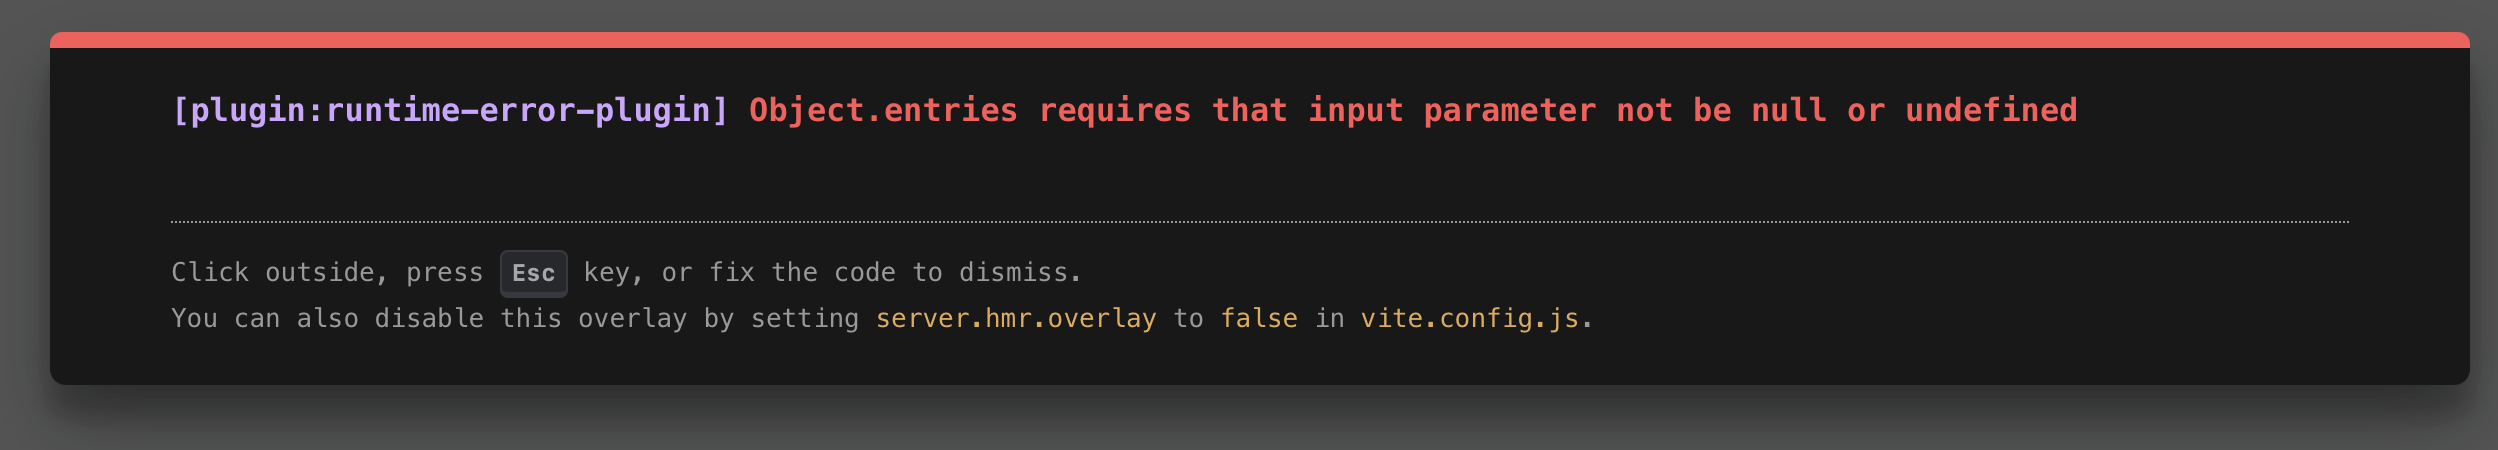 [plugin:runtime-error-plugin] Object.entries requires that input parameter not be null or undefined
Click outside, press Esc key, or fix the code to dismiss.
You can also disable this overlay by setting server.hmr.overlay to false in vite.config.js.